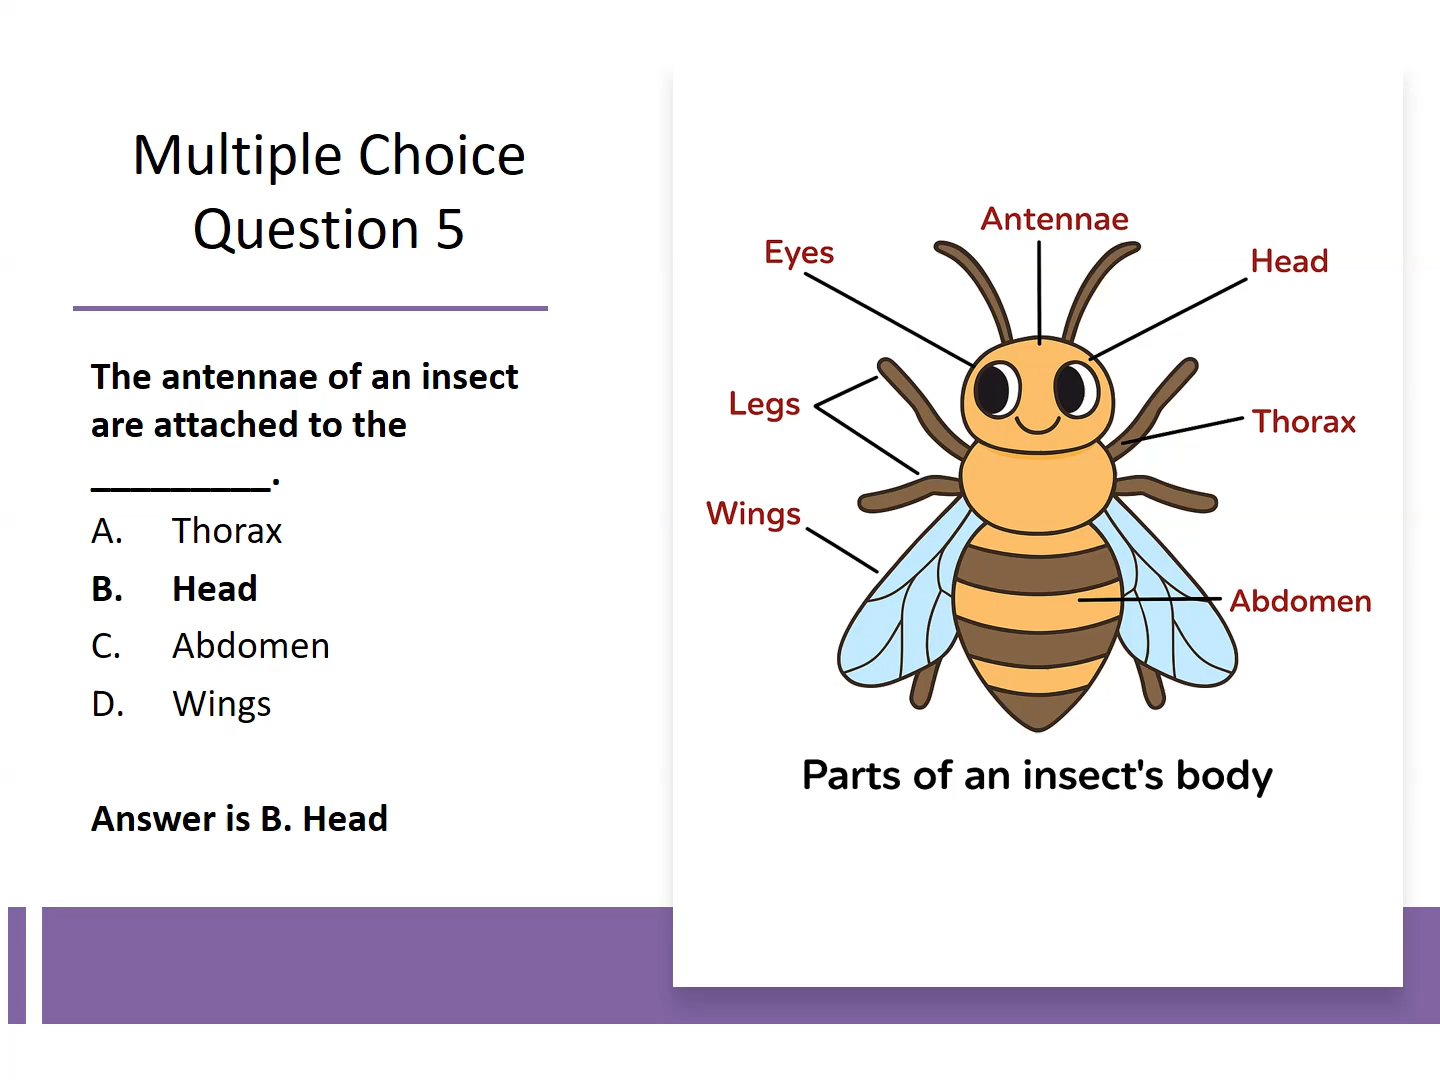 Multiple Choice
Question 5
The antennae of an insect
are attached to the
_________.
A. Thorax
B. Head
C. Abdomen
D. Wings
Answer is B. Head
Antennae
Eyes
Head
Legs
Thorax
Wings
Abdomen
Parts of an insect's body